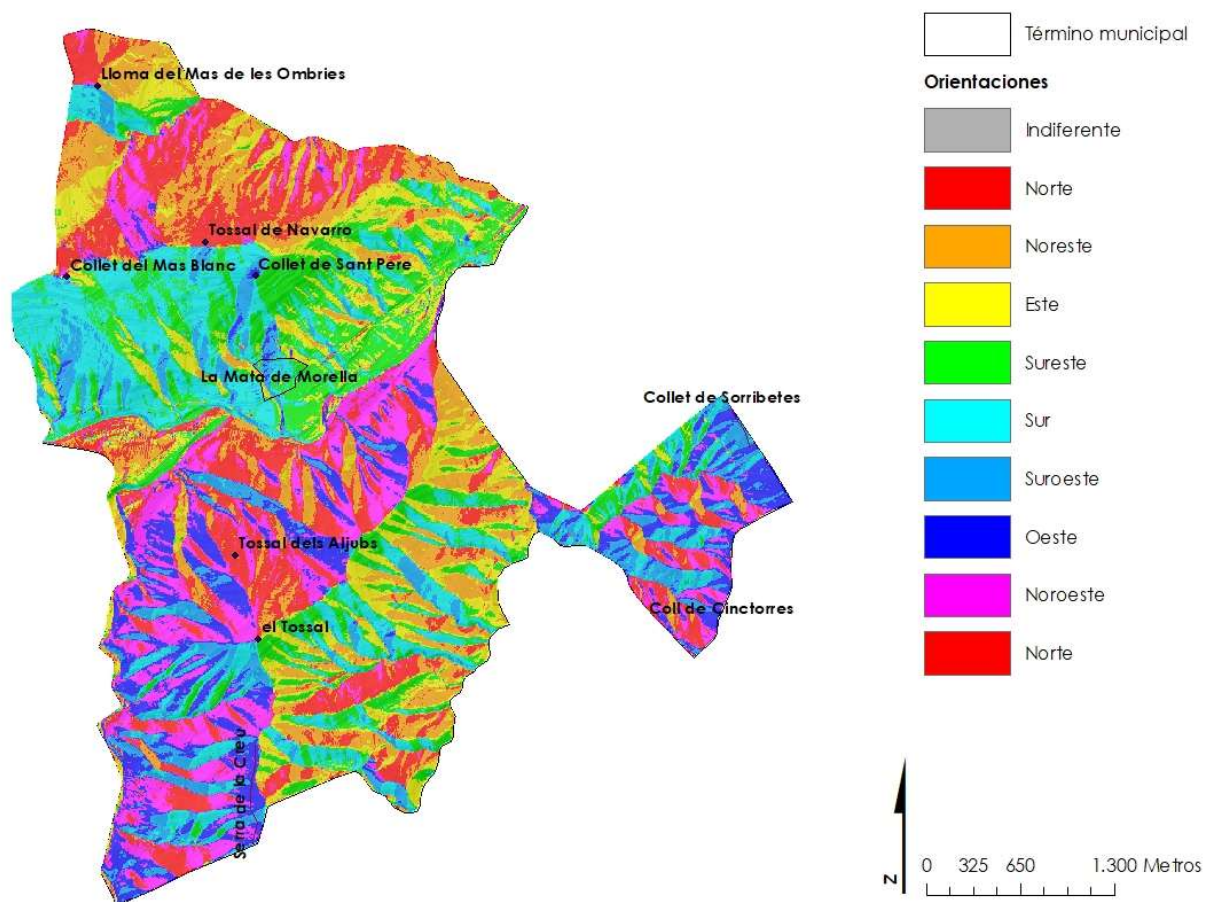 Lloma del Mas de les Ombries
Tossal de Navarro
Collet del Mas Blanc
Collet de Sant Pere
La Mata de Morella
Collet de Sorribetes
Tossal dels Aljubs
Coll de Cinctorres
el Tossal
Serra de la Creu
Término municipal
Orientaciones
Indiferente
Norte
Noreste
Este
Sureste
Sur
Suroeste
Oeste
Noroeste
Norte
N
0 325 650 1.300 Metros